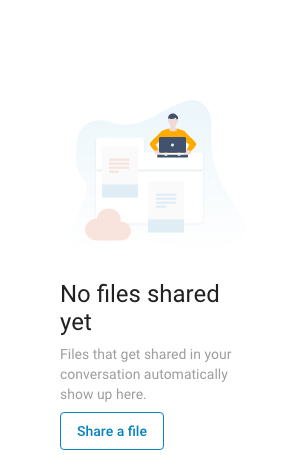 No files shared
yet
Files that get shared in your
conversation automatically
show up here.
Share a file